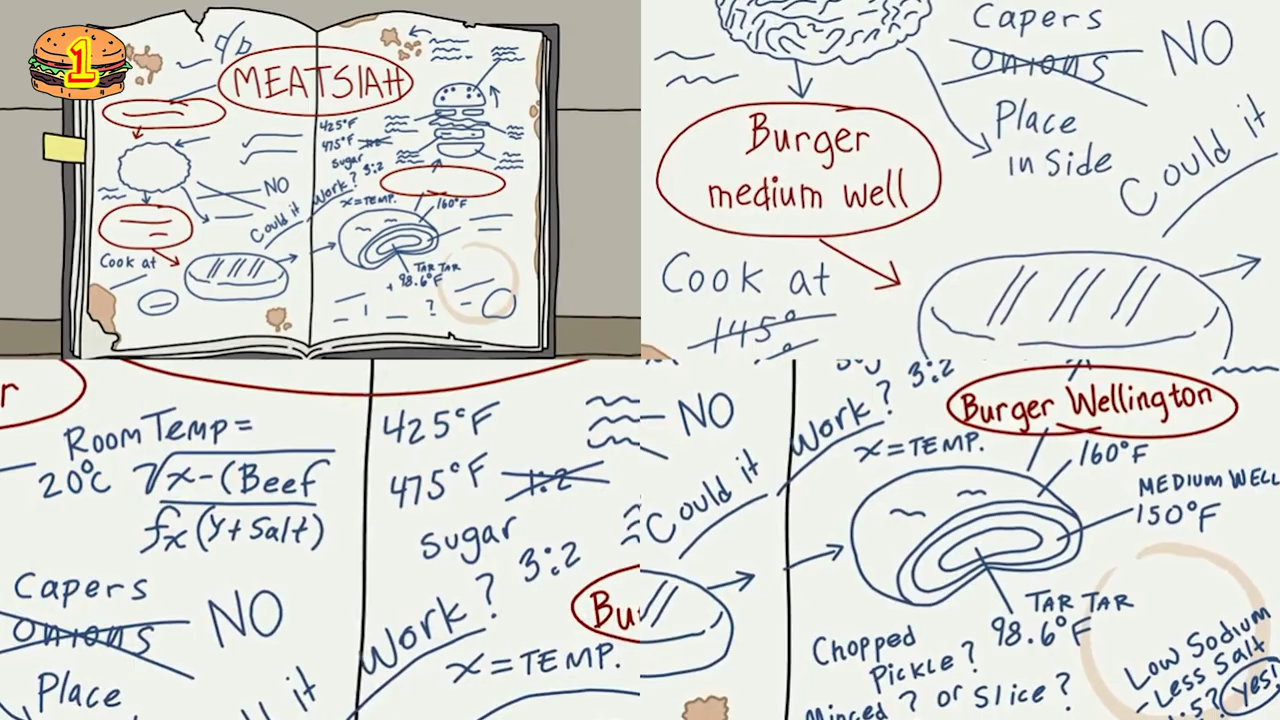 1
MEATSIAH
425°F
475°F 1:2
sugar
3:2
Work?
Could it
NO
x=TEMP.
160°F
Cook at
TAR TAR
98.6°F
?
Capers
Onions
NO
Place
in Side
Burger
medium well
Could it
Cook at
145°
Room Temp =
20°C √x-(Beef
fx(y+Salt)
Capers
Onions
NO
Place
425°F
475°F 1:2
sugar
3:2
Work?
x=TEMP.
NO
Could it
Work? 3:2
Burger Wellington
x=TEMP.
160°F
MEDIUM WELL
150°F
TAR TAR
98.6°F
Chopped
Pickle?
Minced? or Slice?
Low Sodium
-Less Salt
yes!